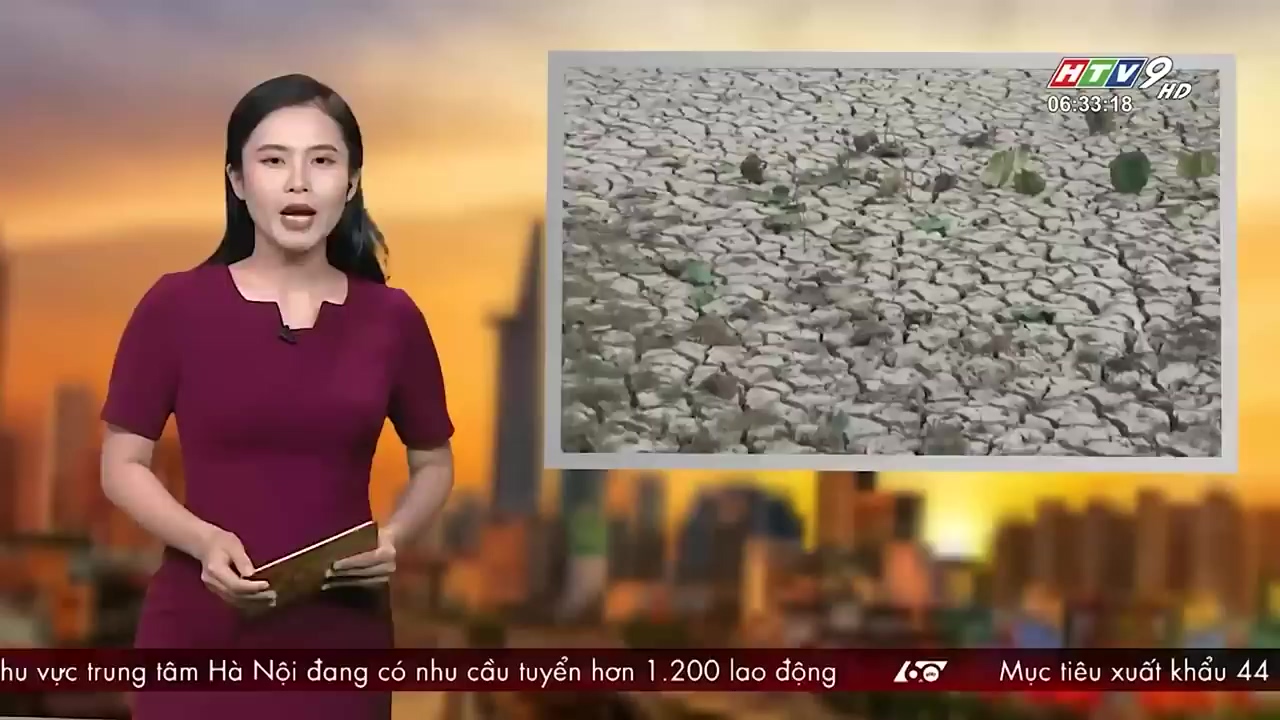 HTV9
HD
06:33:18
hu vực trung tâm Hà Nội đang có nhu cầu tuyển hơn 1.200 lao động
60
Mục tiêu xuất khẩu 44